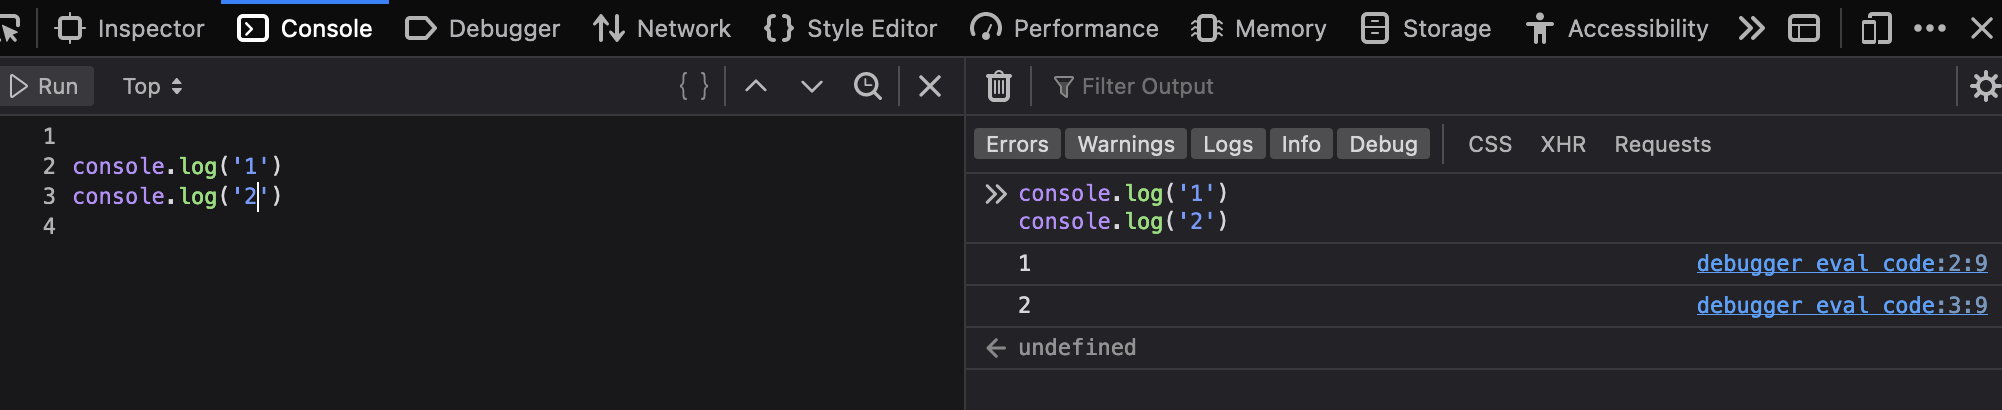 Inspector Console Debugger Network {} Style Editor Performance Memory Storage Accessibility
Run Top { }
1
2 console.log('1')
3 console.log('2')
4
Filter Output
Errors Warnings Logs Info Debug CSS XHR Requests
console.log('1')
console.log('2')
1 debugger eval code:2:9
2 debugger eval code:3:9
undefined